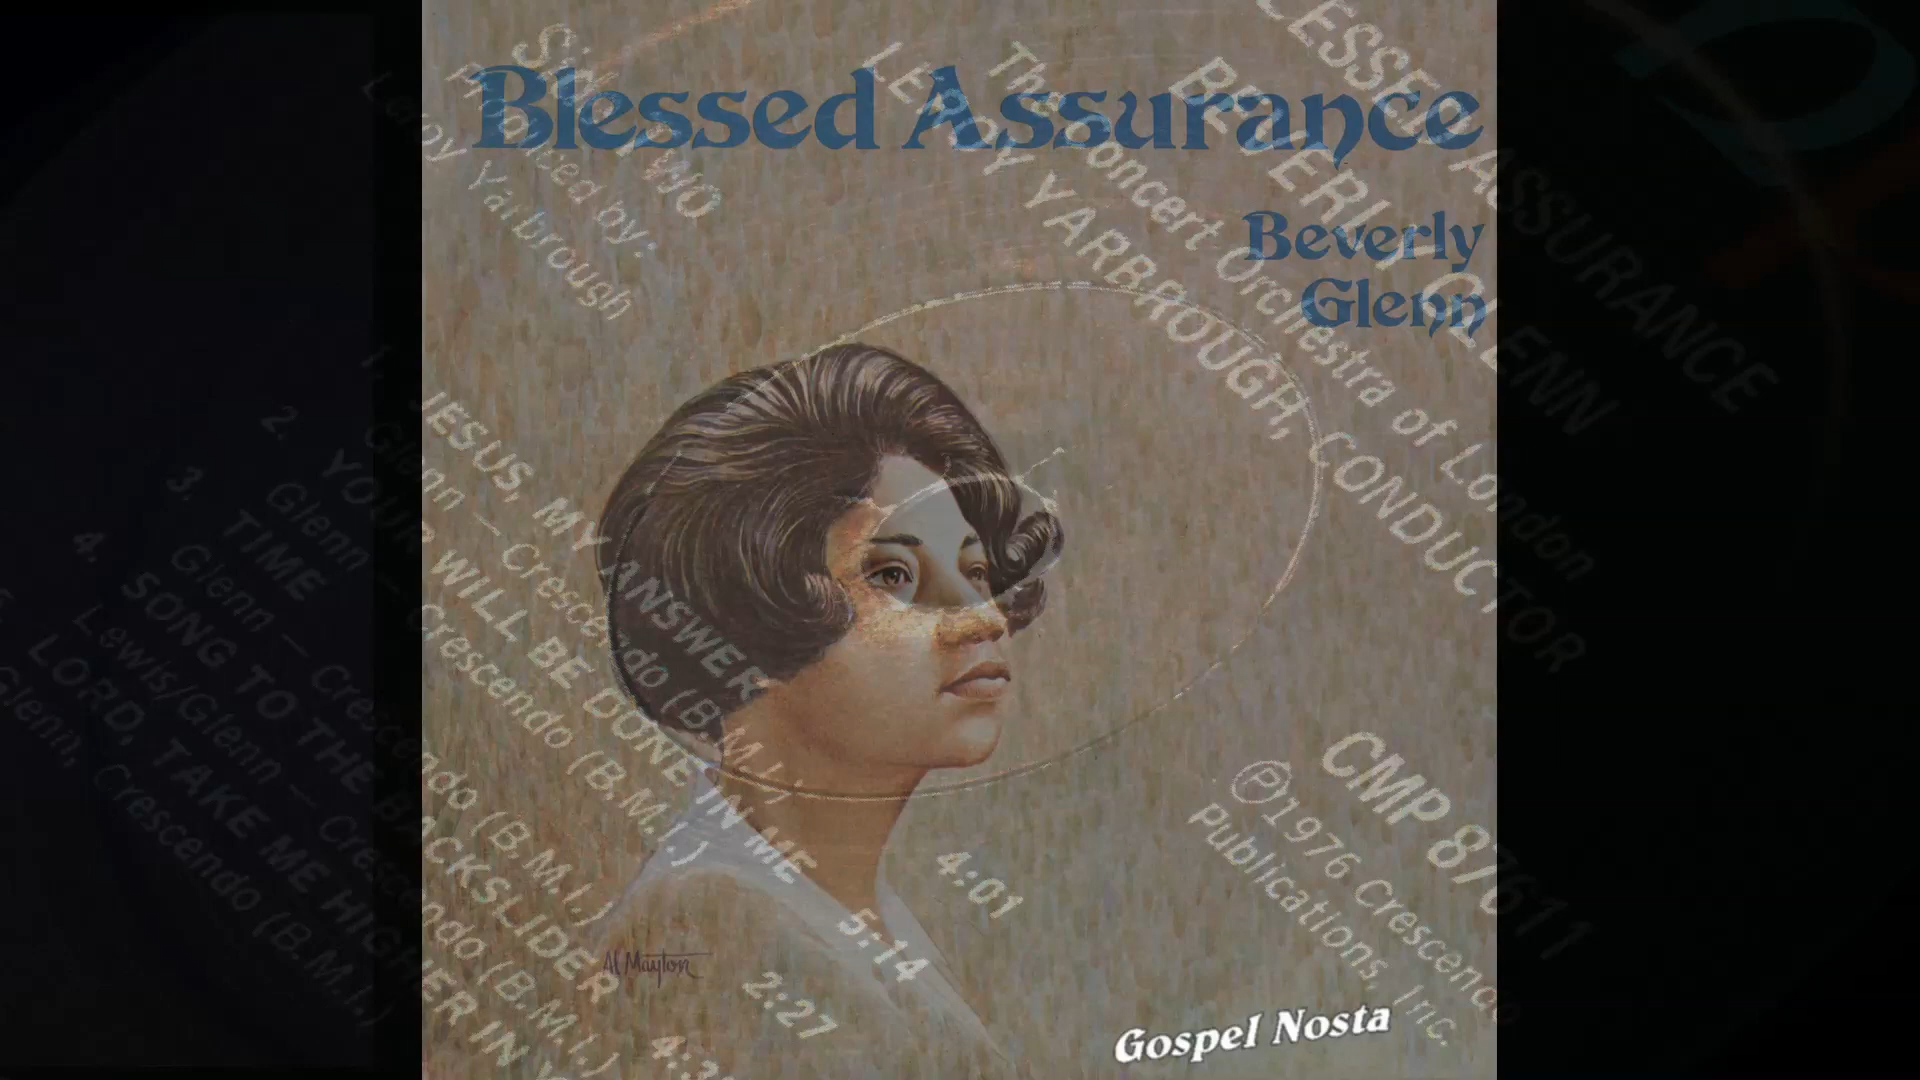 Blessed Assurance
Beverly
Glenn
BLESSED ASSURANCE
BEVERLY GLENN
The Concert Orchestra of London
LEROY YARBROUGH, CONDUCTOR
Side TWO
Produced by:
Leroy Yarbrough
CMP 87611
Ⓟ1976 Crescendo
Publications, Inc.
1. JESUS, MY ANSWER 4:01
Glenn — Crescendo (B.M.I.)
2. YOUR WILL BE DONE IN ME 5:14
Glenn — Crescendo (B.M.I.)
3. TIME 2:27
Glenn — Crescendo (B.M.I.)
4. SONG TO THE BACKSLIDER
Lewis/Glenn — Crescendo (B.M.I.)
LORD, TAKE ME HIGHER IN
Glenn, Crescendo (B.M.I.)
Al Mayton
Gospel Nosta